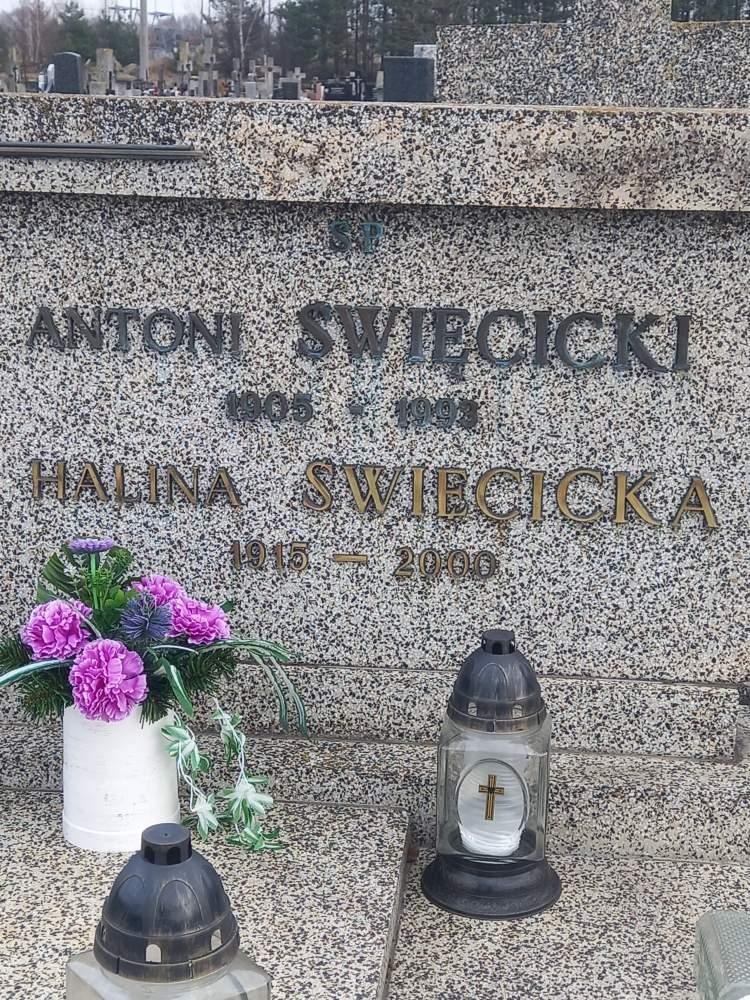 SP
ANTONI ŚWIĘCICKI
1905 - 1993
HALINA ŚWIĘCICKA
1915 – 2000